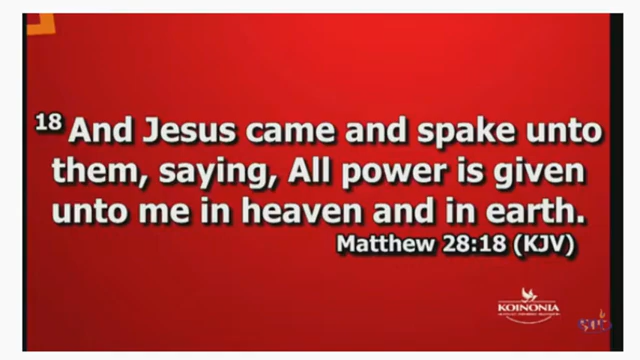 18 And Jesus came and spake unto
them, saying, All power is given
unto me in heaven and in earth.
Matthew 28:18 (KJV)
KOINONIA